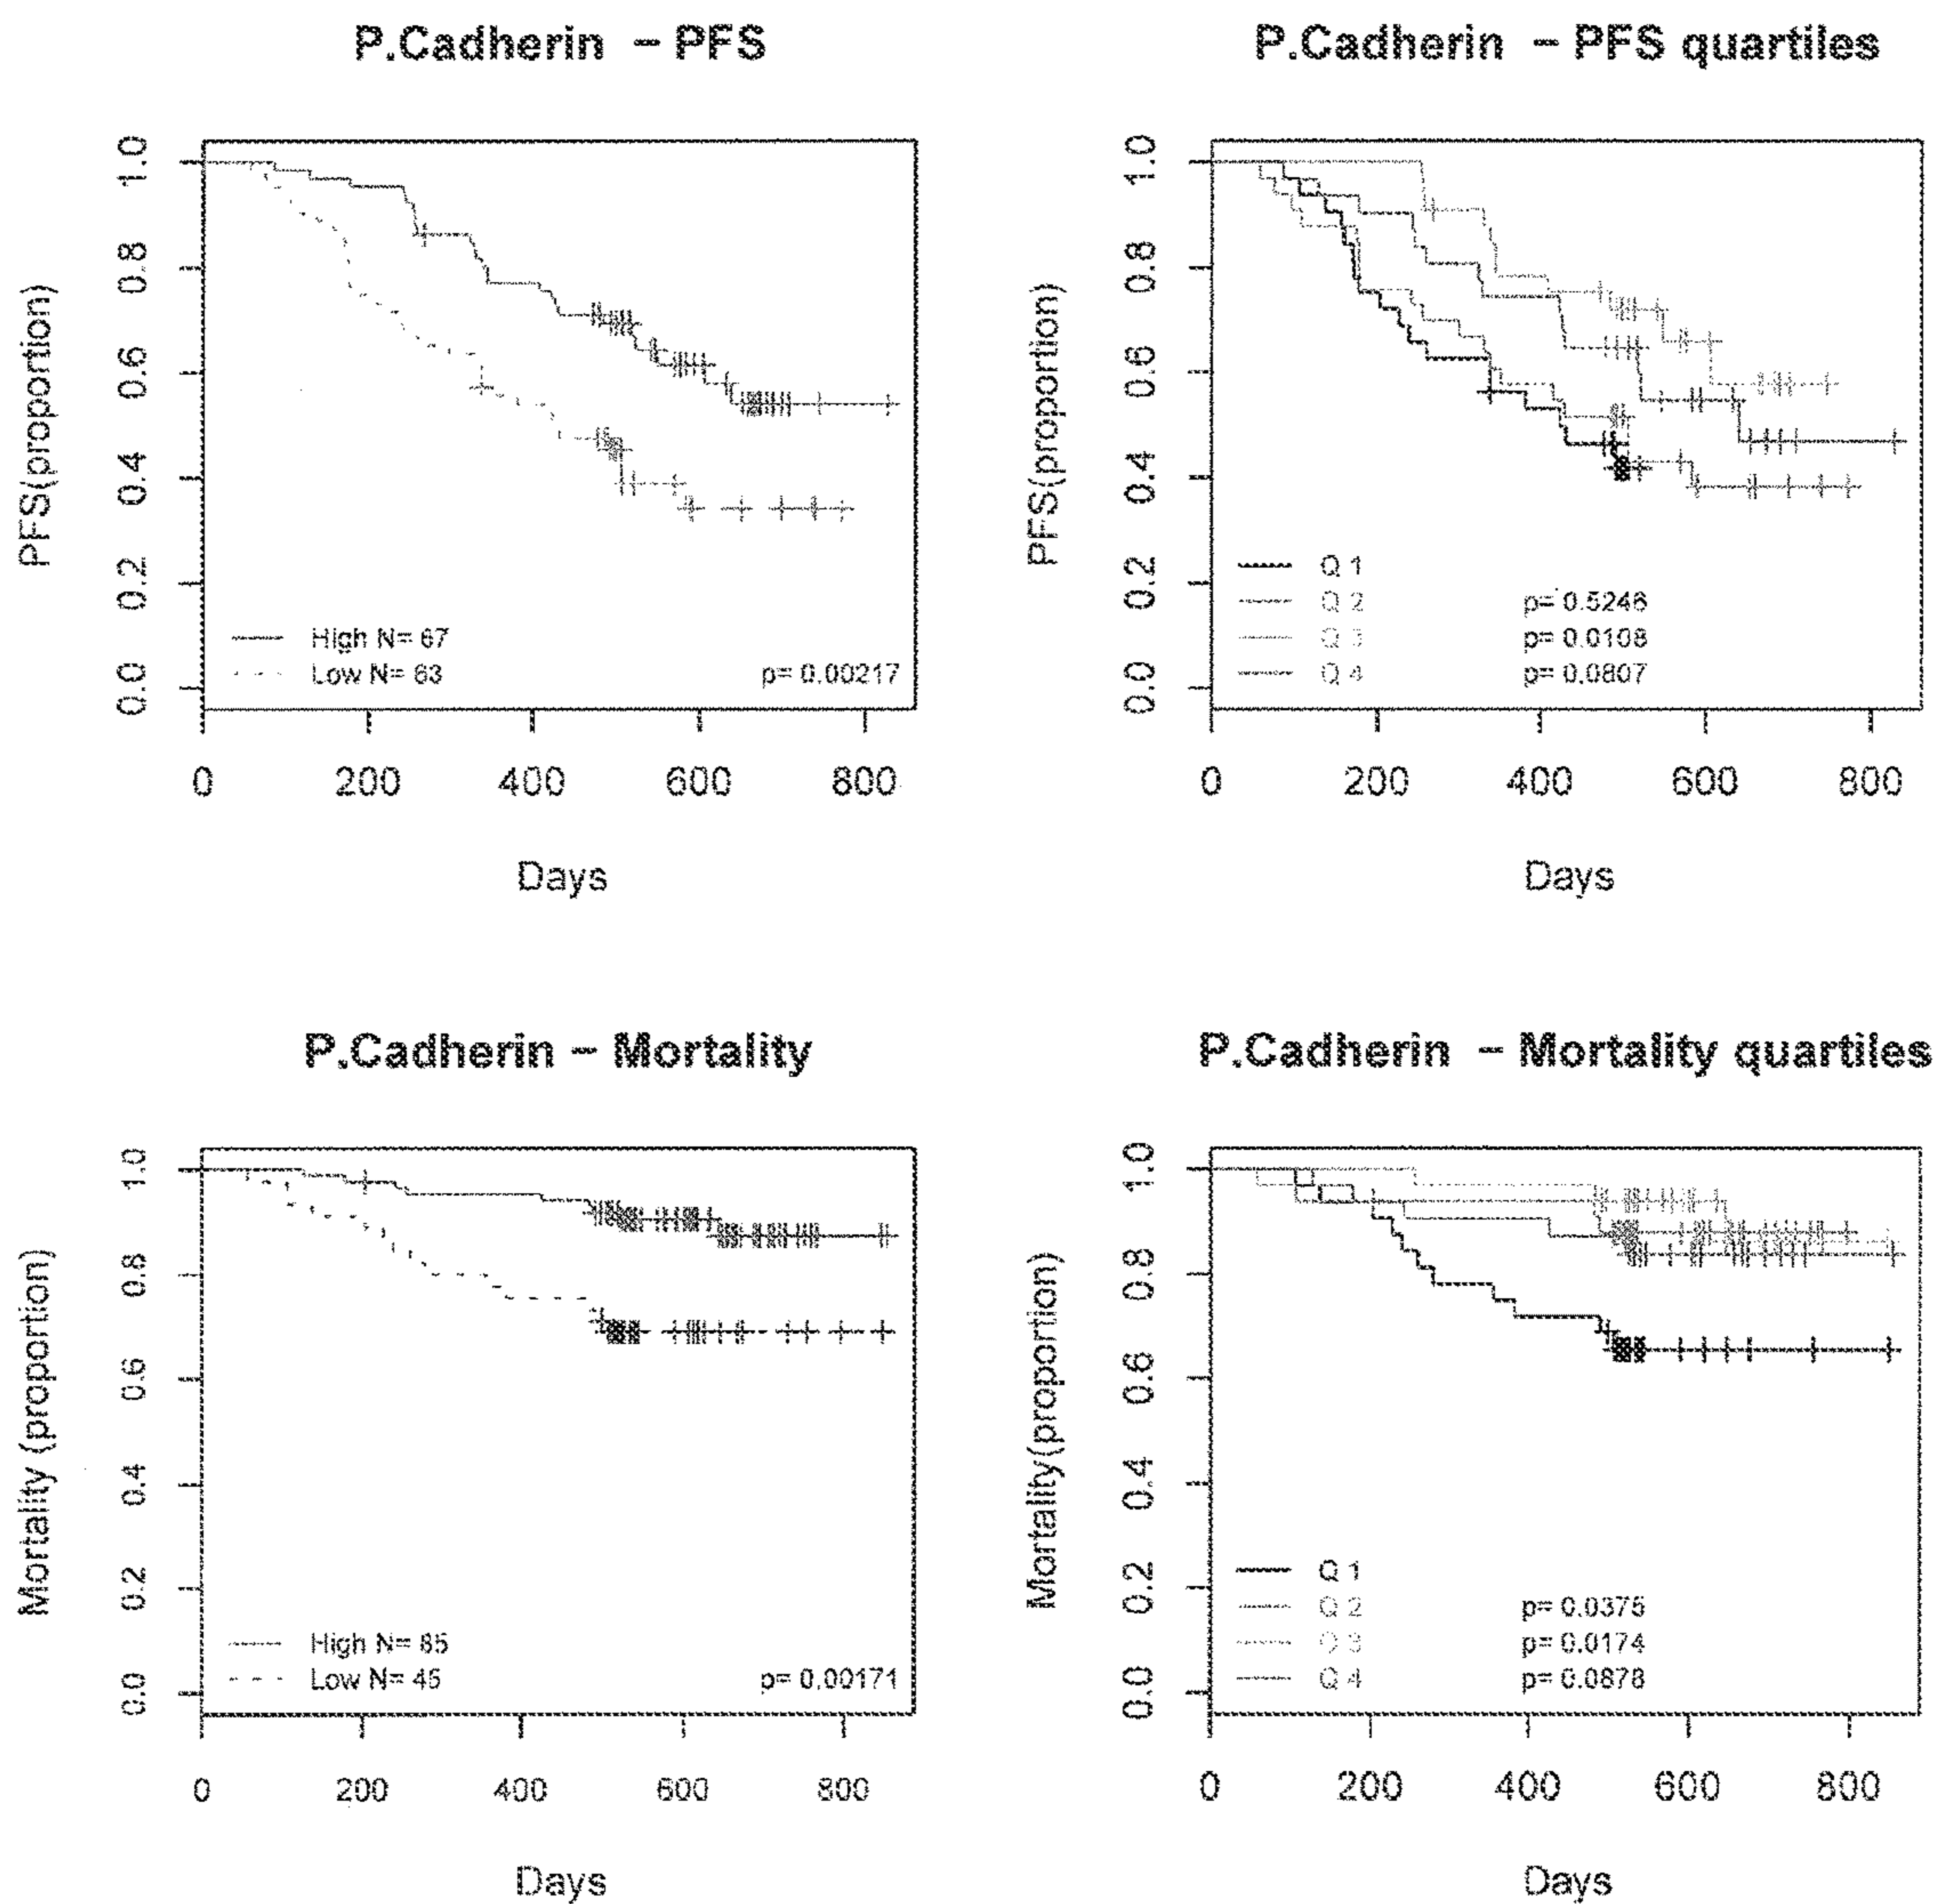 P.Cadherin – PFS
PFS(proportion)
1.0
0.8
0.6
0.4
0.2
0.0
High N= 67
Low N= 63
p= 0.00217
0 200 400 600 800
Days
P.Cadherin – PFS quartiles
PFS(proportion)
1.0
0.8
0.6
0.4
0.2
0.0
Q 1
Q 2 p= 0.5246
Q 3 p= 0.0108
Q 4 p= 0.0807
0 200 400 600 800
Days
P.Cadherin – Mortality
Mortality (proportion)
1.0
0.8
0.6
0.4
0.2
0.0
High N= 85
Low N= 45
p= 0.00171
0 200 400 600 800
Days
P.Cadherin – Mortality quartiles
Mortality(proportion)
1.0
0.8
0.6
0.4
0.2
0.0
Q 1
Q 2 p= 0.0375
Q 3 p= 0.0174
Q 4 p= 0.0878
0 200 400 600 800
Days